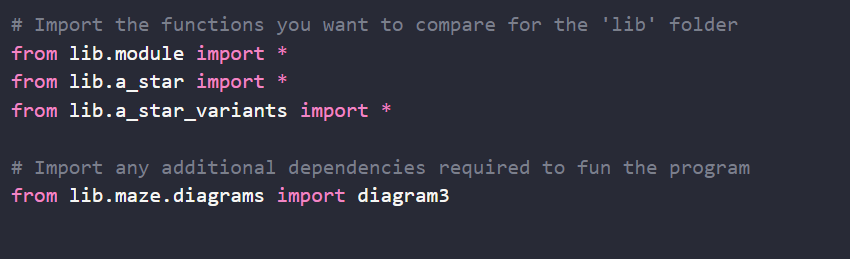 # Import the functions you want to compare for the 'lib' folder
from lib.module import *
from lib.a_star import *
from lib.a_star_variants import *
# Import any additional dependencies required to fun the program
from lib.maze.diagrams import diagram3